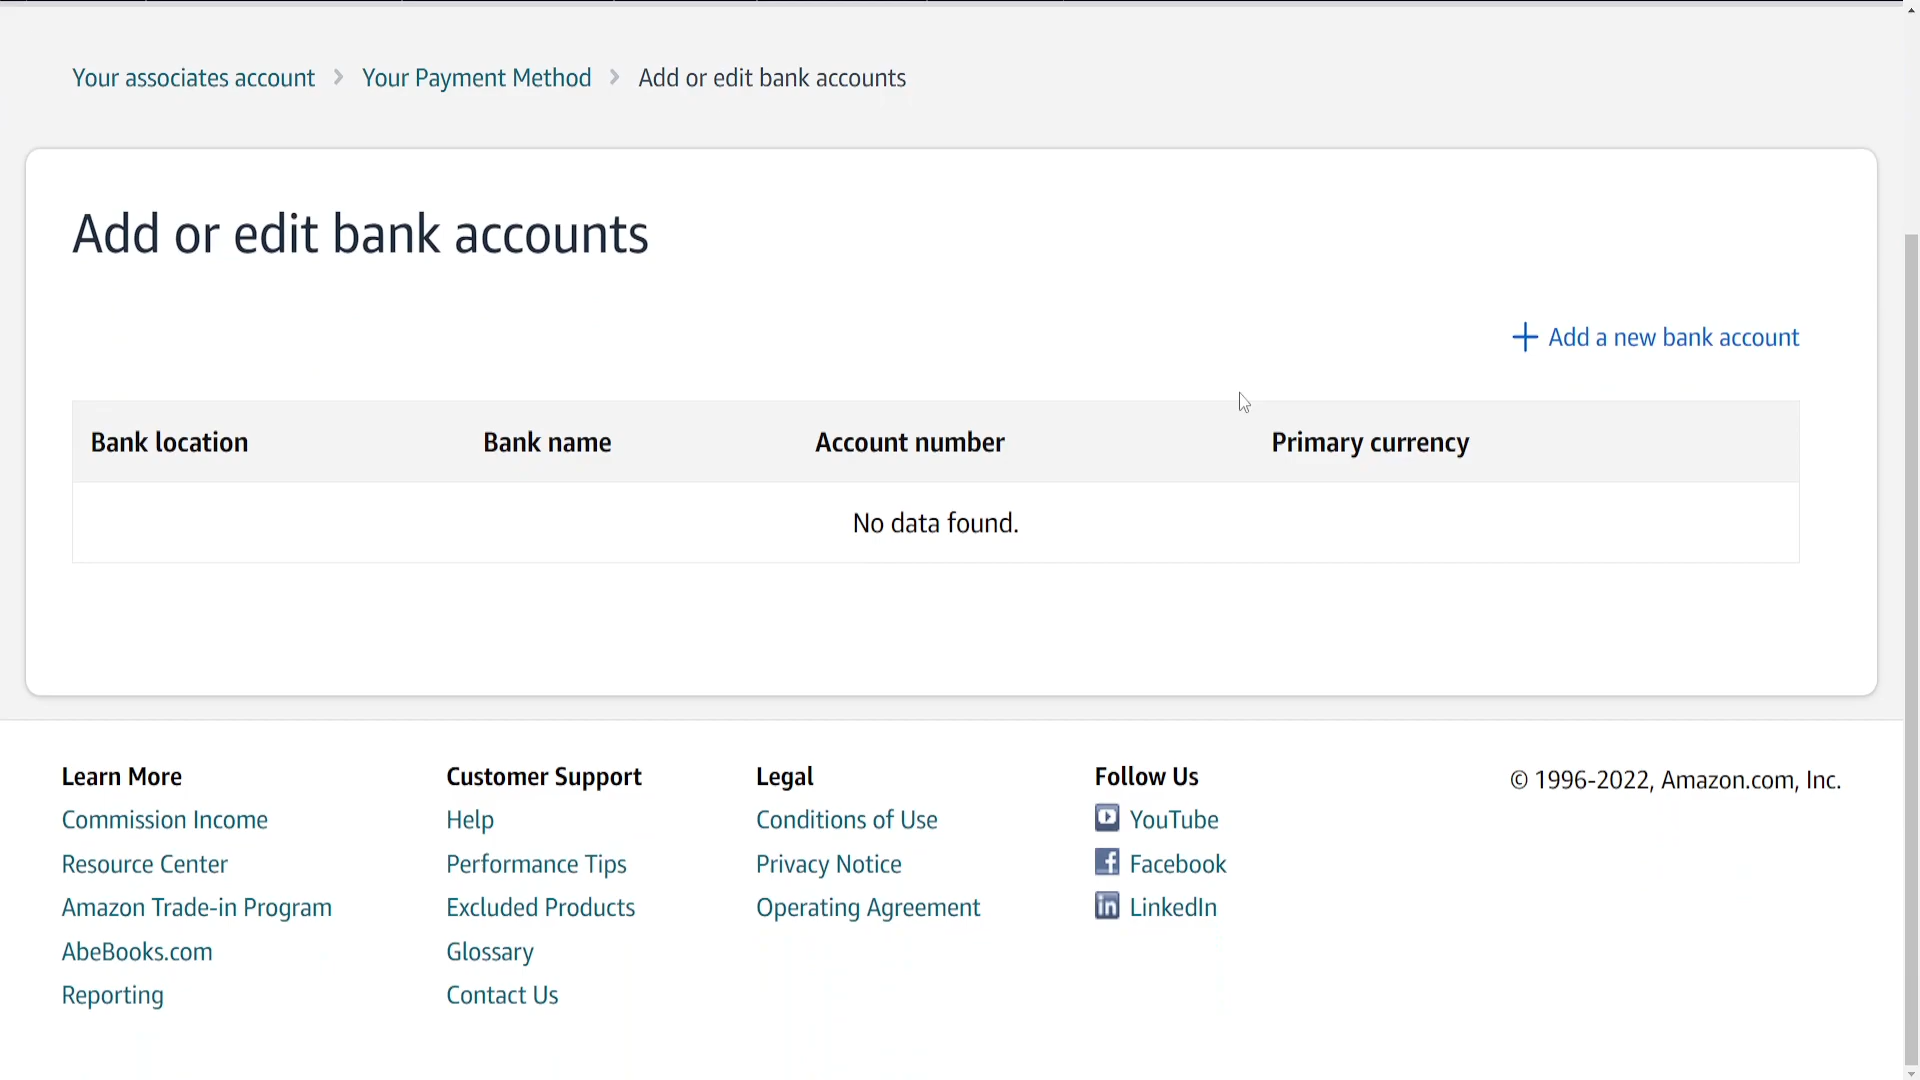 Your associates account > Your Payment Method > Add or edit bank accounts
Add or edit bank accounts
+ Add a new bank account
Bank location Bank name Account number Primary currency
No data found.
Learn More
Commission Income
Resource Center
Amazon Trade-in Program
AbeBooks.com
Reporting
Customer Support
Help
Performance Tips
Excluded Products
Glossary
Contact Us
Legal
Conditions of Use
Privacy Notice
Operating Agreement
Follow Us
YouTube
Facebook
LinkedIn
© 1996-2022, Amazon.com, Inc.